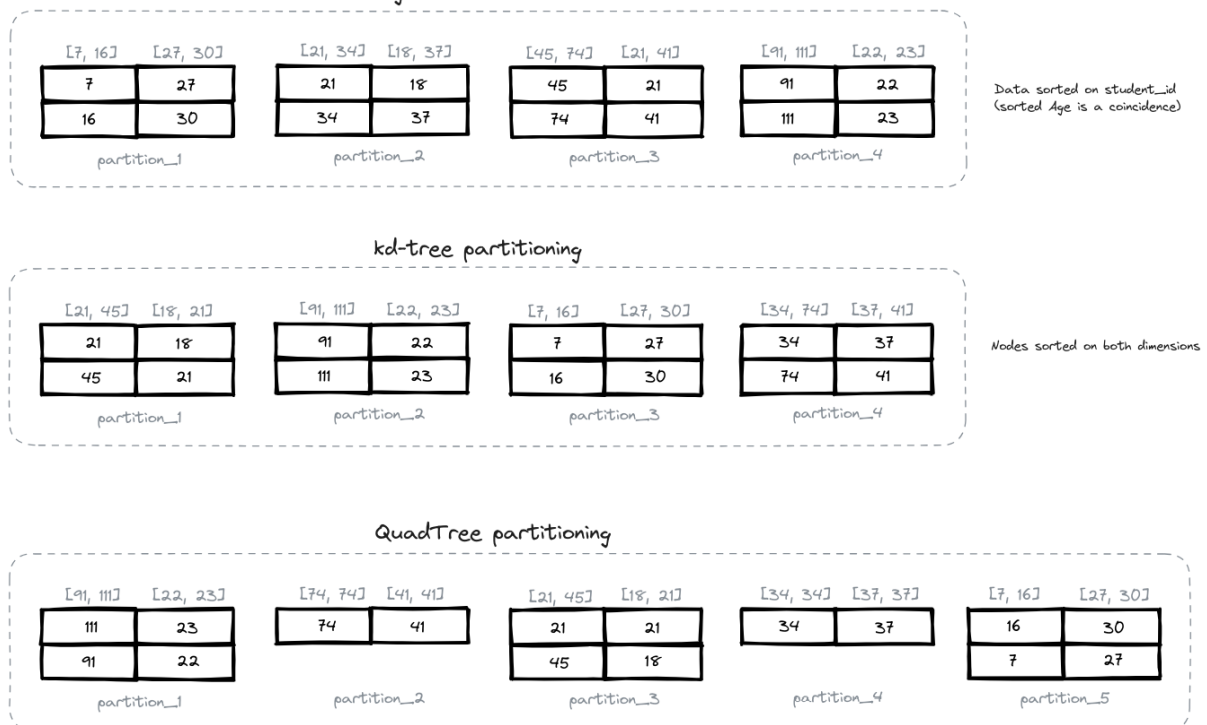 [7, 16] [27, 30] [21, 34] [18, 37] [45, 74] [21, 41] [91, 111] [22, 23]
7 27 21 18 45 21 91 22
16 30 34 37 74 41 111 23
partition_1 partition_2 partition_3 partition_4
Data sorted on student_id
(sorted Age is a coincidence)
kd-tree partitioning
[21, 45] [18, 21] [91, 111] [22, 23] [7, 16] [27, 30] [34, 74] [37, 41]
21 18 91 22 7 27 34 37
45 21 111 23 16 30 74 41
partition_1 partition_2 partition_3 partition_4
Nodes sorted on both dimensions
QuadTree partitioning
[91, 111] [22, 23] [74, 74] [41, 41] [21, 45] [18, 21] [34, 34] [37, 37] [7, 16] [27, 30]
111 23 74 41 21 21 34 37 16 30
91 22 45 18 7 27
partition_1 partition_2 partition_3 partition_4 partition_5